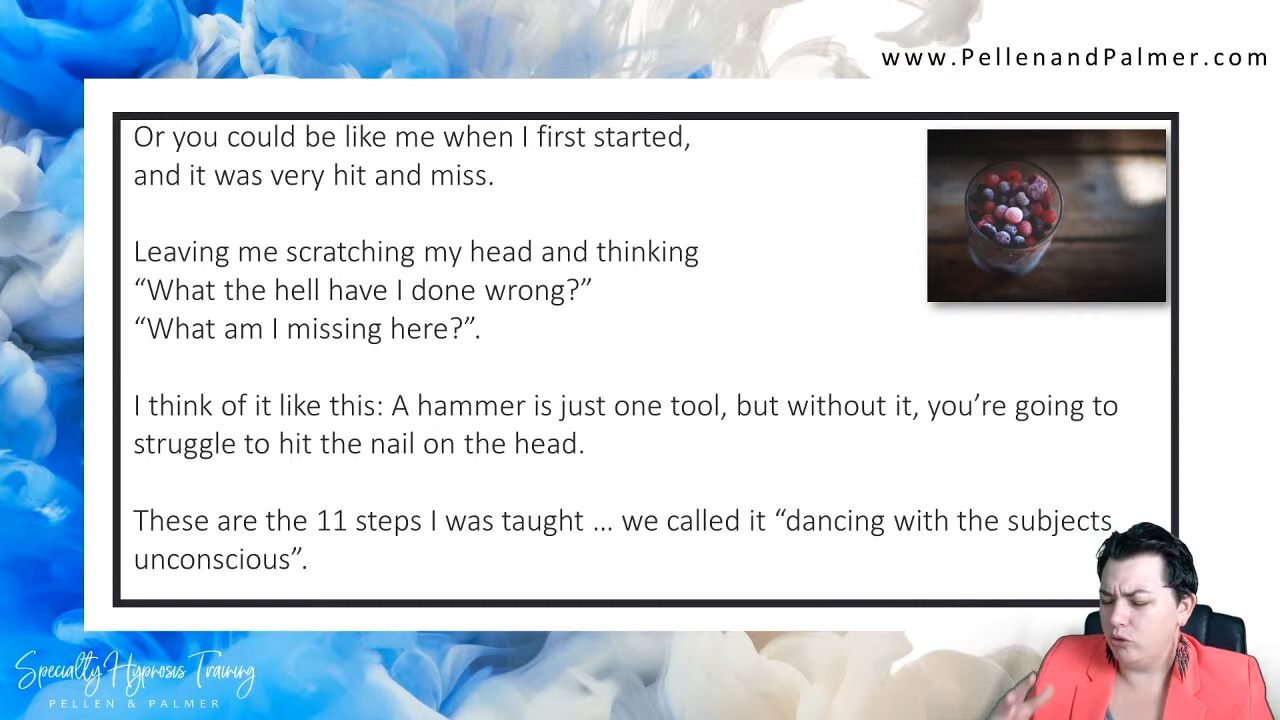 www.PellenandPalmer.com
Or you could be like me when I first started,
and it was very hit and miss.
Leaving me scratching my head and thinking
“What the hell have I done wrong?”
“What am I missing here?”.
I think of it like this: A hammer is just one tool, but without it, you’re going to
struggle to hit the nail on the head.
These are the 11 steps I was taught … we called it “dancing with the subjects
unconscious”.
Specialty Hypnosis Training
PELLEN & PALMER